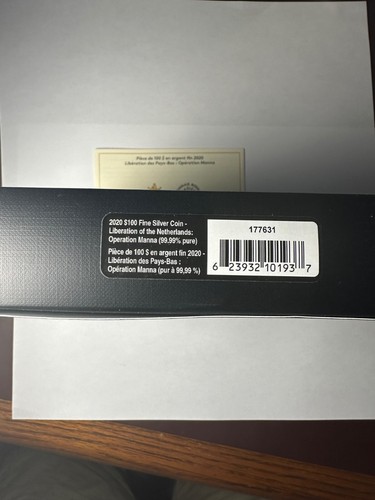 Pièce de 100 $ en argent fin 2020
Libération des Pays-Bas - Opération Manna
2020 $100 Fine Silver Coin -
Liberation of the Netherlands:
Operation Manna (99.99% pure)
Pièce de 100 $ en argent fin 2020 -
Libération des Pays-Bas :
Opération Manna (pur à 99,99 %)
177631
6 23932 10193 7